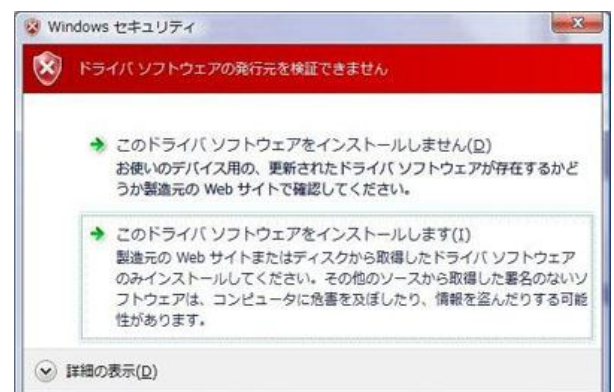 Windows セキュリティ
ドライバ ソフトウェアの発行元を検証できません
このドライバ ソフトウェアをインストールしません(D)
お使いのデバイス用の、更新されたドライバ ソフトウェアが存在するかど
うか製造元の Web サイトで確認してください。
このドライバ ソフトウェアをインストールします(I)
製造元の Web サイトまたはディスクから取得したドライバ ソフトウェア
のみインストールしてください。その他のソースから取得した署名のないソ
フトウェアは、コンピュータに危害を及ぼしたり、情報を盗んだりする可能
性があります。
詳細の表示(D)